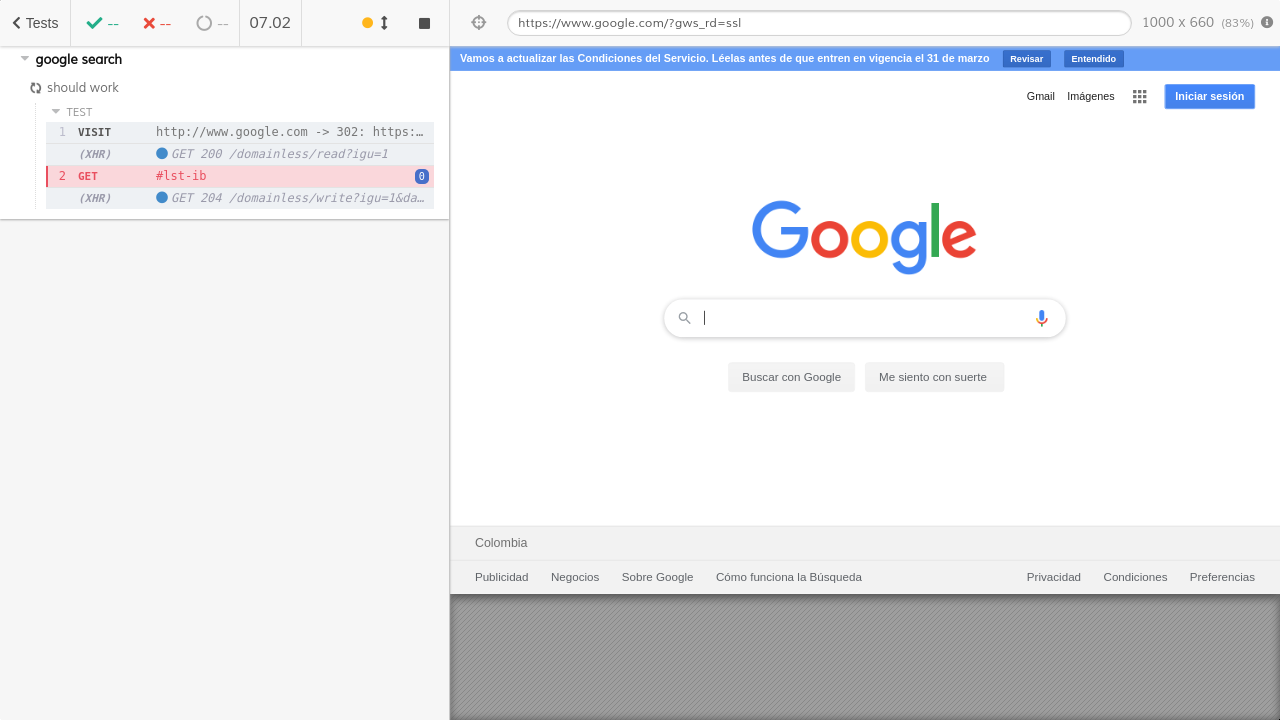 Tests -- -- -- 07.02
google search
should work
TEST
1 VISIT http://www.google.com -> 302: https:…
(XHR) GET 200 /domainless/read?igu=1
2 GET #lst-ib 0
(XHR) GET 204 /domainless/write?igu=1&da…
https://www.google.com/?gws_rd=ssl 1000 x 660 (83%)
Vamos a actualizar las Condiciones del Servicio. Léelas antes de que entren en vigencia el 31 de marzo Revisar Entendido
Gmail Imágenes Iniciar sesión
Google
Buscar con Google Me siento con suerte
Colombia
Publicidad Negocios Sobre Google Cómo funciona la Búsqueda Privacidad Condiciones Preferencias